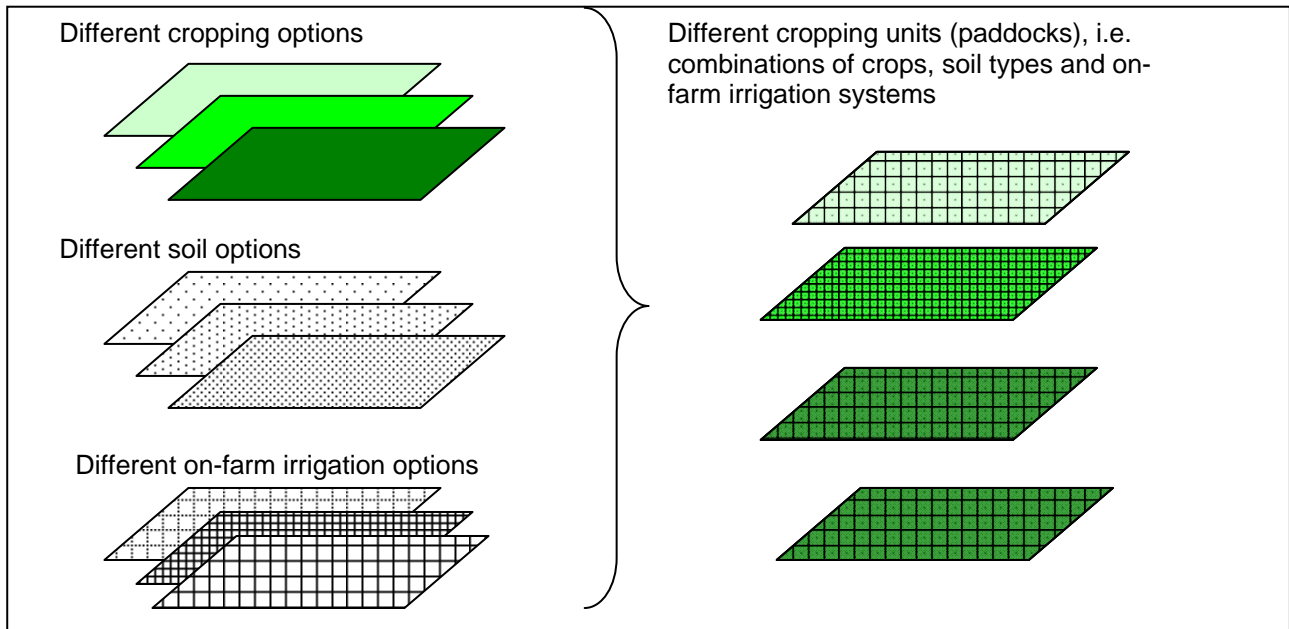 Different cropping options
Different soil options
Different on-farm irrigation options
Different cropping units (paddocks), i.e.
combinations of crops, soil types and on-
farm irrigation systems